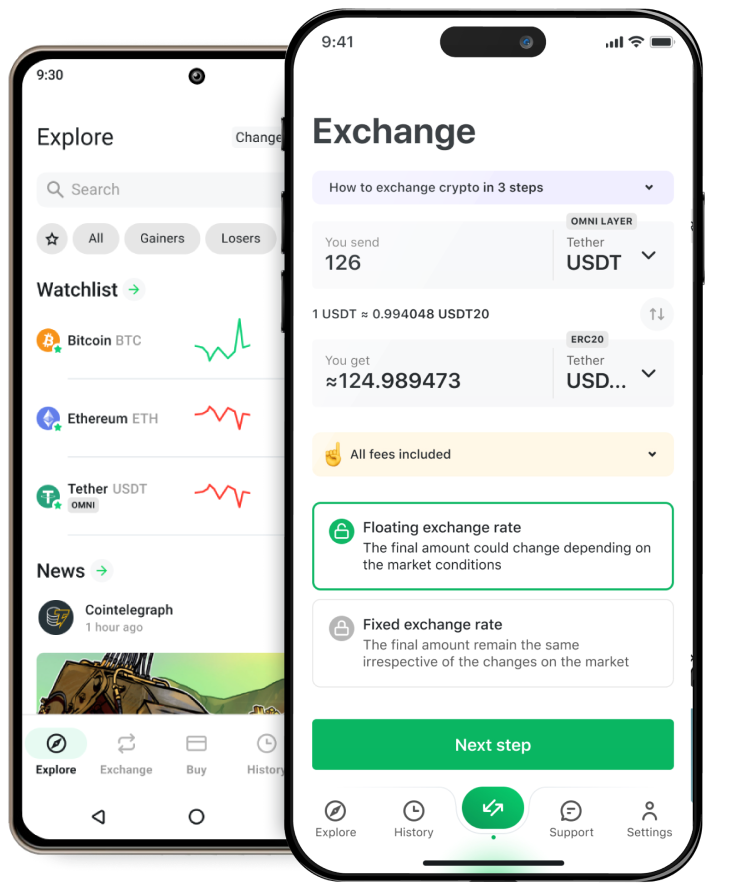 9:30
Explore
Change
Search
All
Gainers
Losers
Watchlist
Bitcoin BTC
Ethereum ETH
Tether USDT
OMNI
News
Cointelegraph
1 hour ago
Explore
Exchange
Buy
History
9:41
Exchange
How to exchange crypto in 3 steps
OMNI LAYER
You send
Tether
126
USDT
1 USDT ≈ 0.994048 USDT20
ERC20
You get
Tether
≈124.989473
USD...
All fees included
Floating exchange rate
The final amount could change depending on
the market conditions
Fixed exchange rate
The final amount remain the same
irrespective of the changes on the market
Next step
Explore
History
Support
Settings